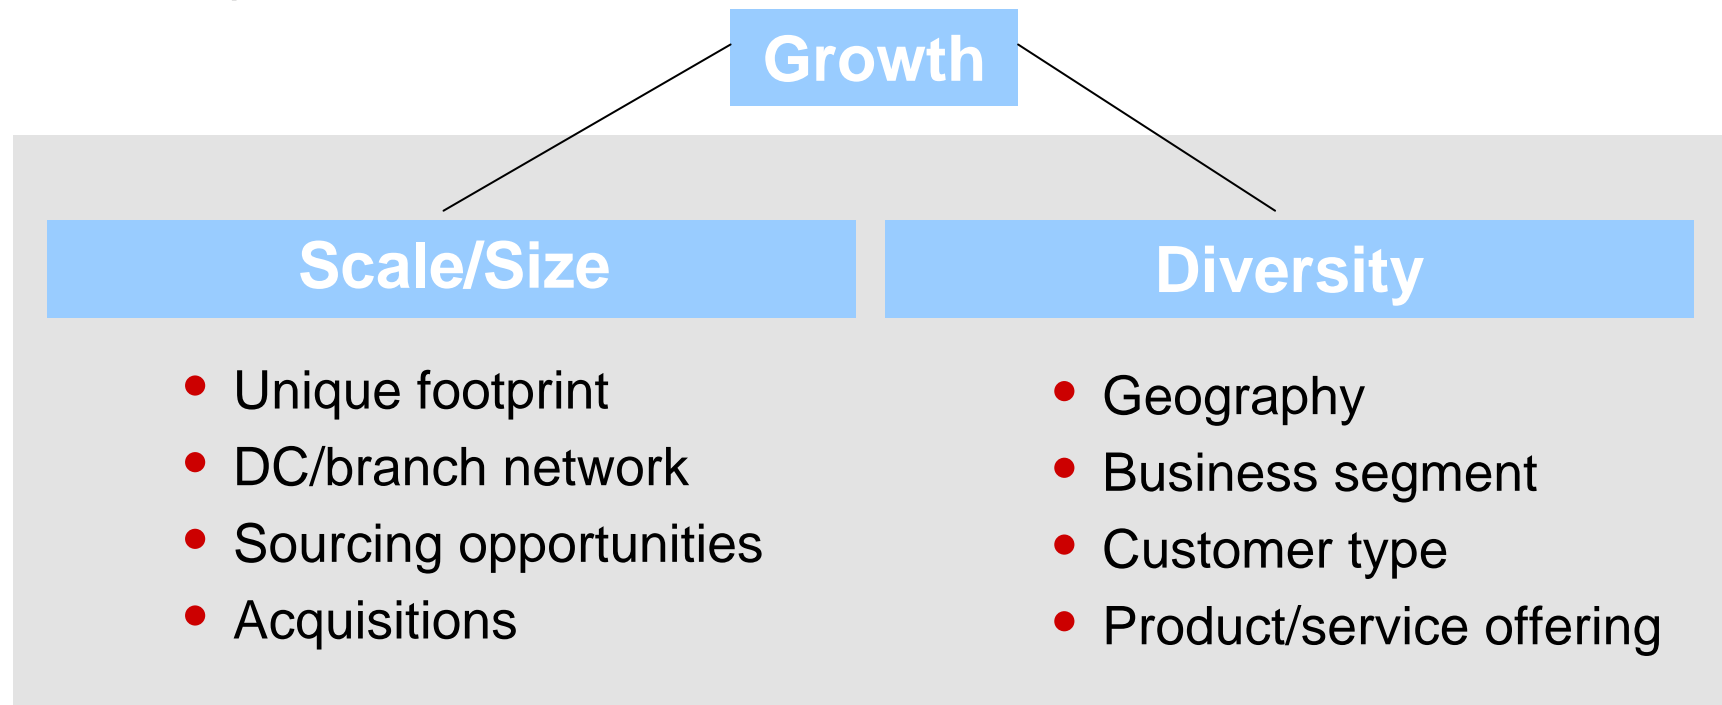 Growth
Scale/Size
Unique footprint
DC/branch network
Sourcing opportunities
Acquisitions
Diversity
Geography
Business segment
Customer type
Product/service offering